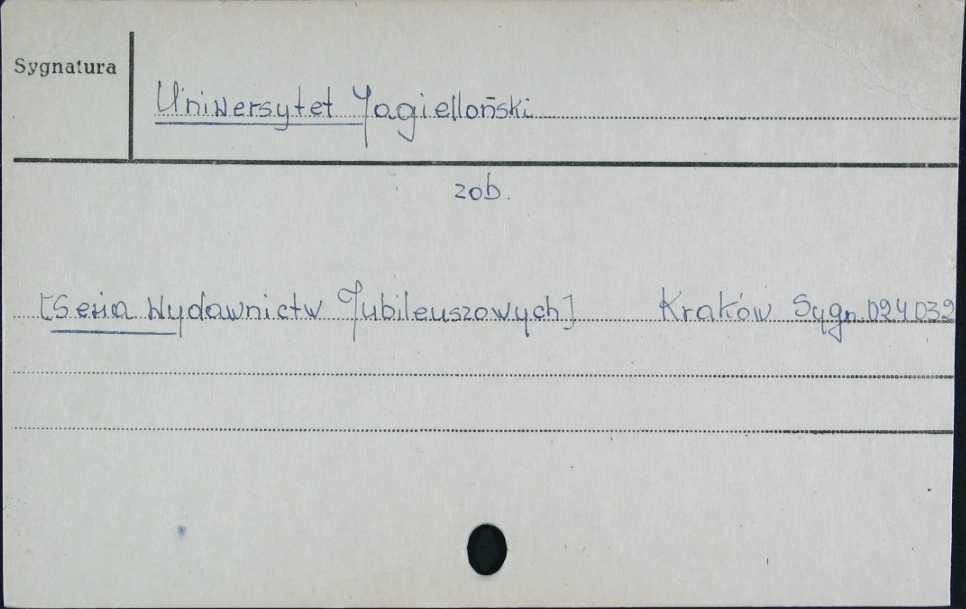 Sygnatura
Uniwersytet Jagielloński
zob.
[Seria Wydawnictw Jubileuszowych] Kraków Sygn. 024032